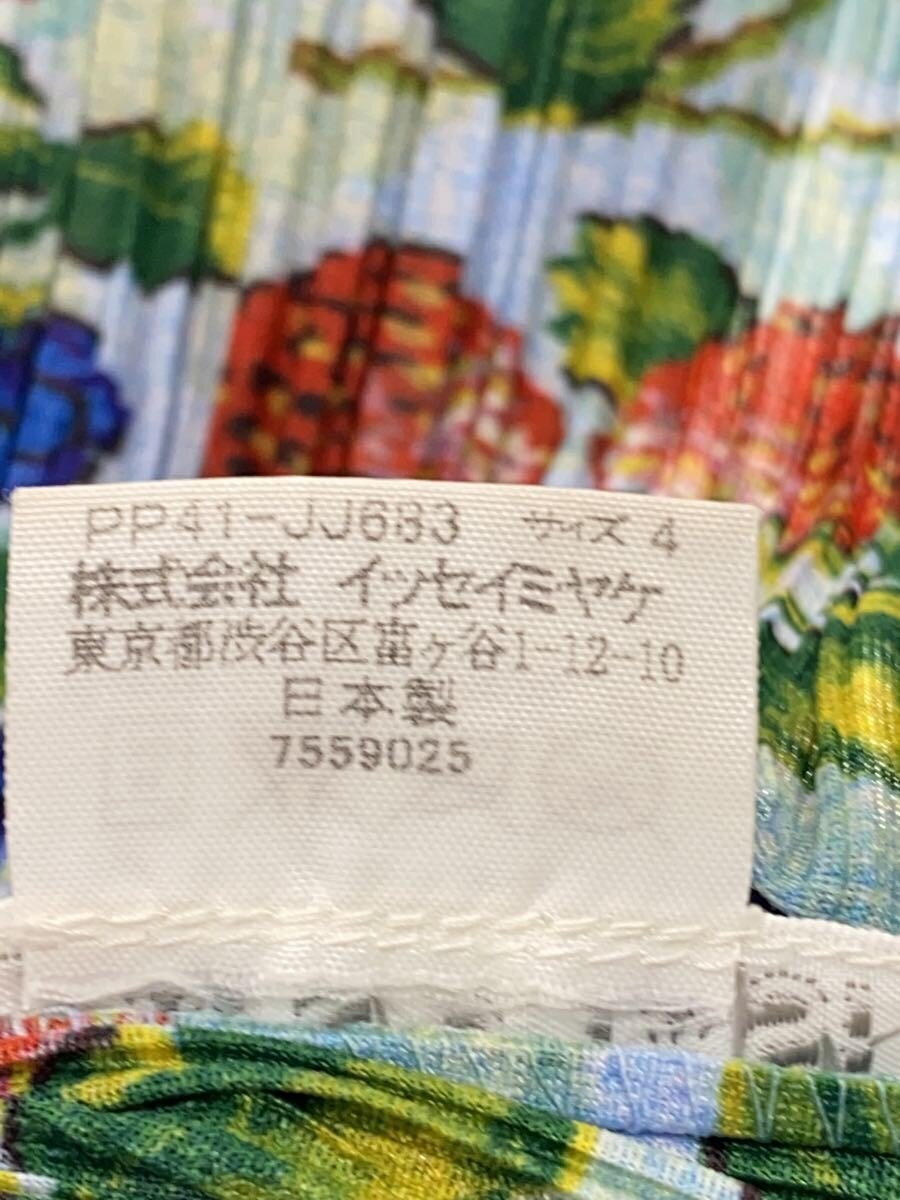 PP41-JJ683 サイズ 4
株式会社 イッセイミヤケ
東京都渋谷区富ヶ谷1-12-10
日本製
7559025